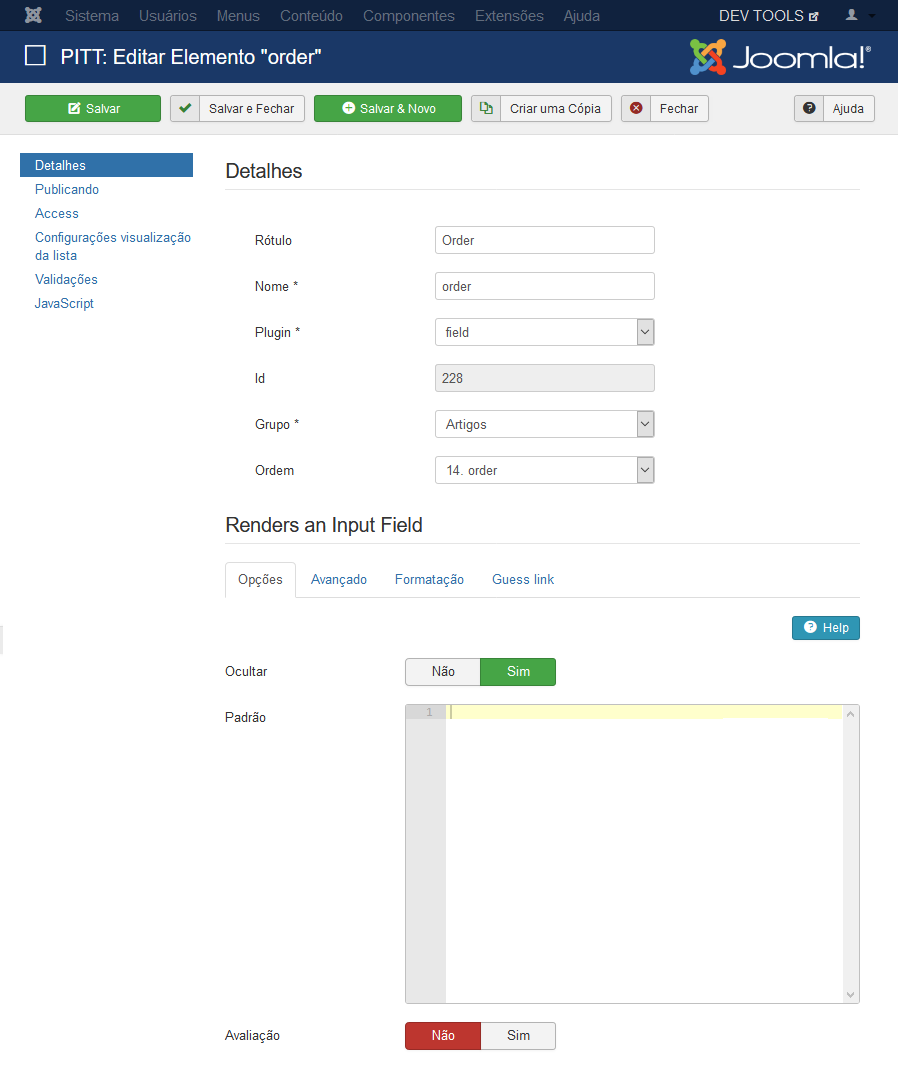 Sistema Usuários Menus Conteúdo Componentes Extensões Ajuda DEV TOOLS
PITT: Editar Elemento "order" Joomla!®
Salvar Salvar e Fechar Salvar & Novo Criar uma Cópia Fechar Ajuda
Detalhes
Publicando
Access
Configurações visualização
da lista
Validações
JavaScript
Detalhes
Rótulo Order
Nome * order
Plugin * field
Id 228
Grupo * Artigos
Ordem 14. order
Renders an Input Field
Opções Avançado Formatação Guess link
Help
Ocultar Não Sim
Padrão 1
Avaliação Não Sim